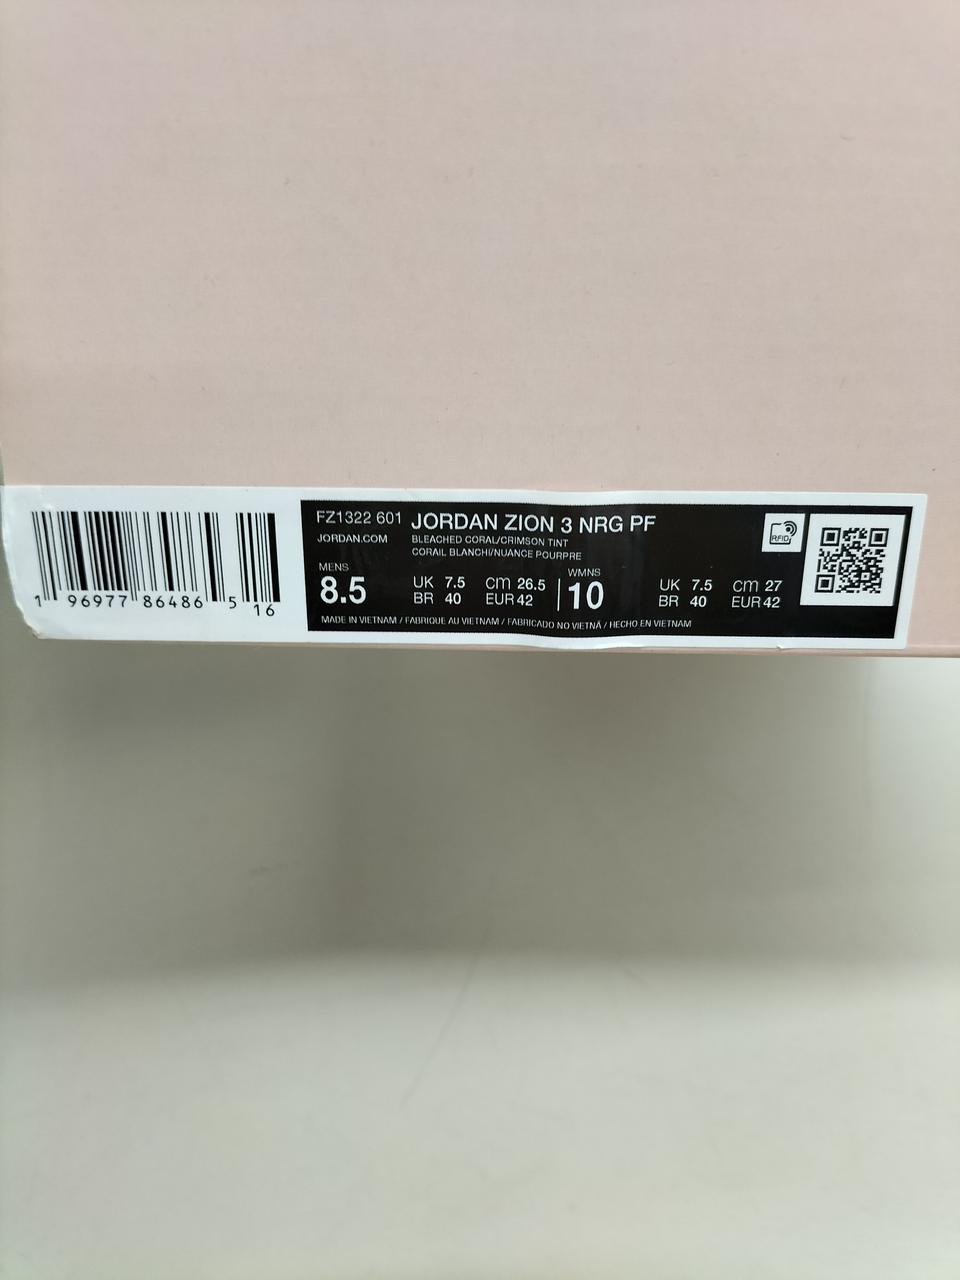 FZ1322 601 JORDAN ZION 3 NRG PF
JORDAN.COM
BLEACHED CORAL/CRIMSON TINT
CORAIL BLANCHI/NUANCE POURPRE
RFID
MENS
8.5
UK 7.5 cm 26.5
BR 40 EUR 42
WMNS
10
UK 7.5 cm 27
BR 40 EUR 42
MADE IN VIETNAM / FABRIQUE AU VIETNAM / FABRICADO NO VIETNÃ / HECHO EN VIETNAM
1 96977 86486 5 16